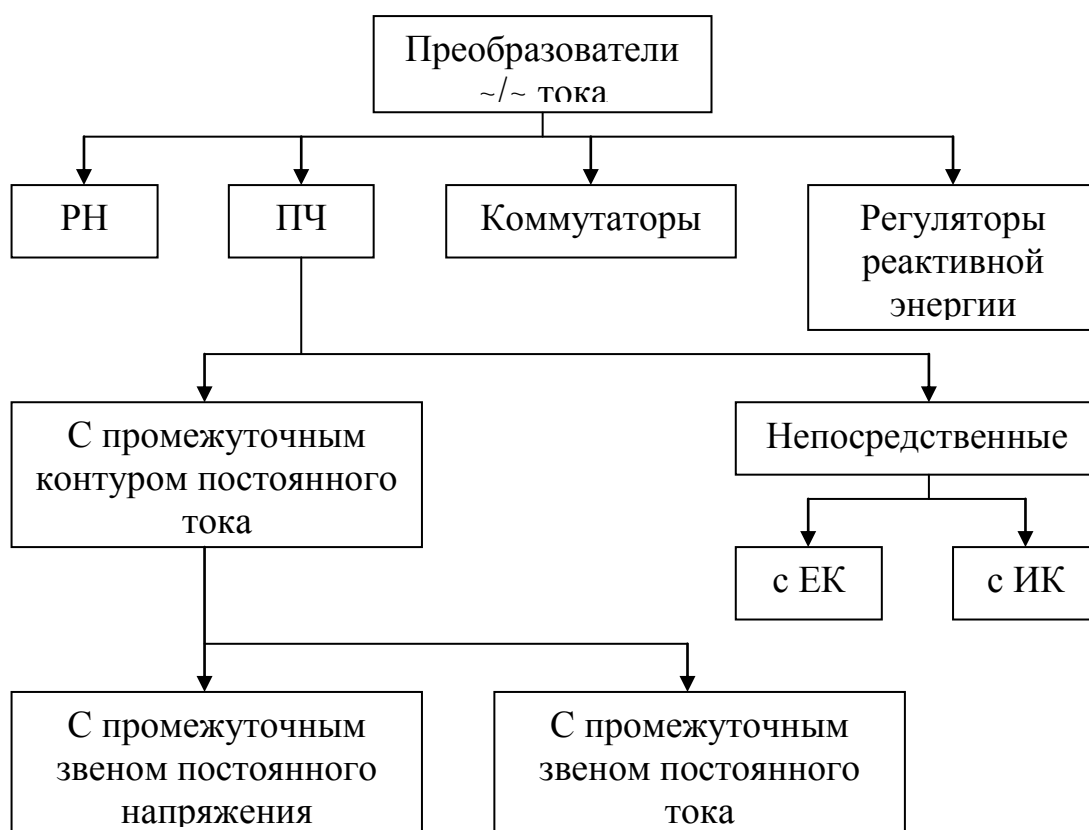 Преобразователи
~/~ тока
РН
ПЧ
Коммутаторы
Регуляторы
реактивной
энергии
С промежуточным
контуром постоянного
тока
Непосредственные
с ЕК
с ИК
С промежуточным
звеном постоянного
напряжения
С промежуточным
звеном постоянного
тока